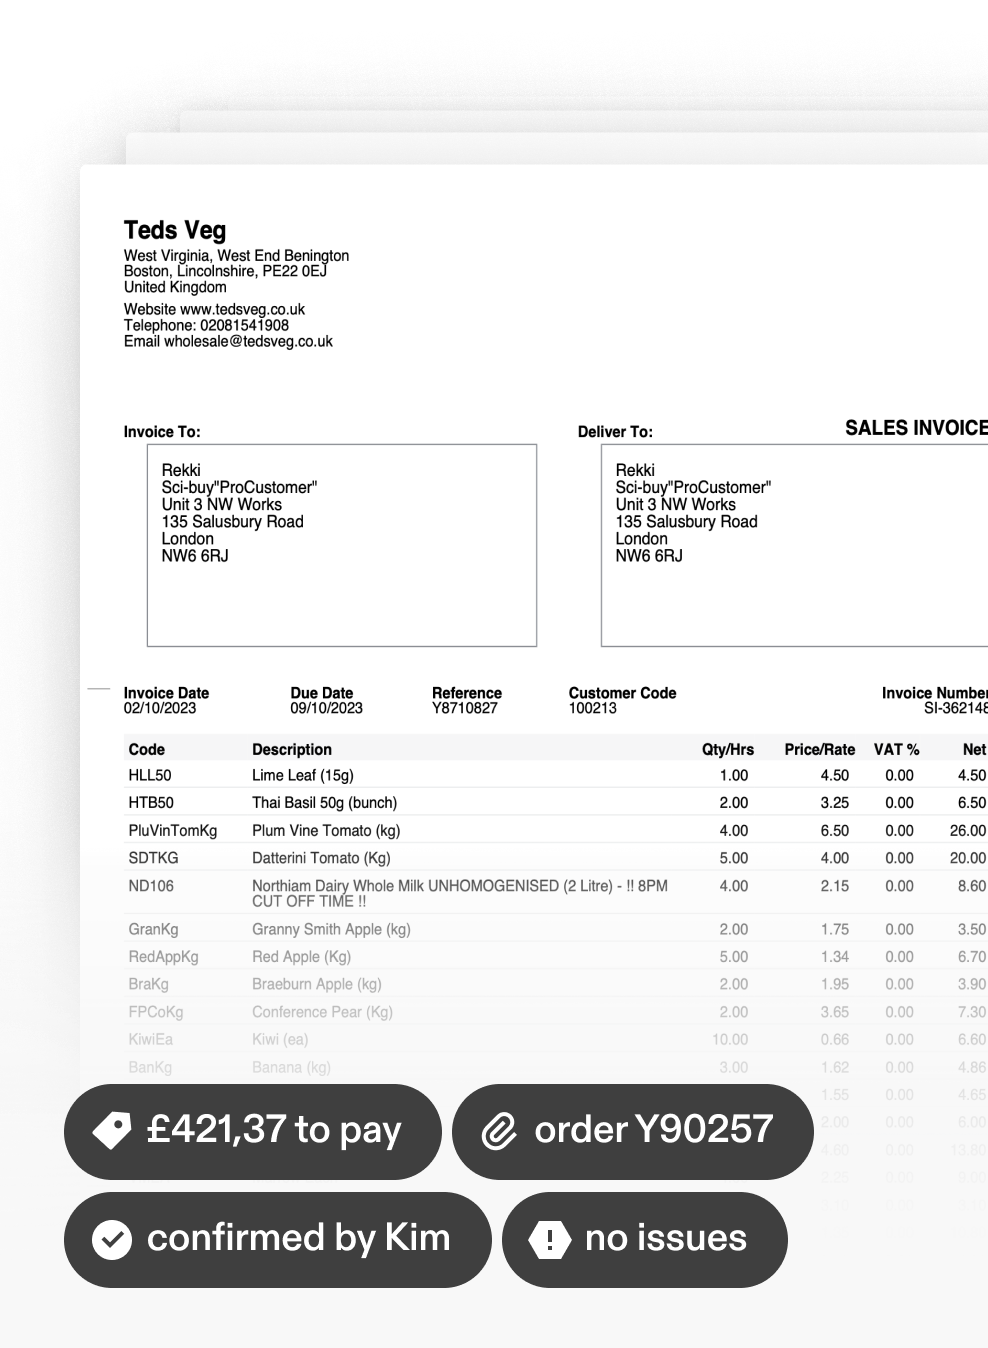 Teds Veg
West Virginia, West End Benington
Boston, Lincolnshire, PE22 0EJ
United Kingdom
Website www.tedsveg.co.uk
Telephone: 02081541908
Email wholesale@tedsveg.co.uk
SALES INVOICE
Invoice To:
Rekki
Sci-buy"ProCustomer"
Unit 3 NW Works
135 Salusbury Road
London
NW6 6RJ
Deliver To:
Rekki
Sci-buy"ProCustomer"
Unit 3 NW Works
135 Salusbury Road
London
NW6 6RJ
Invoice Date Due Date Reference Customer Code Invoice Number
02/10/2023 09/10/2023 Y8710827 100213 SI-362148
Code Description Qty/Hrs Price/Rate VAT % Net
HLL50 Lime Leaf (15g) 1.00 4.50 0.00 4.50
HTB50 Thai Basil 50g (bunch) 2.00 3.25 0.00 6.50
PluVinTomKg Plum Vine Tomato (kg) 4.00 6.50 0.00 26.00
SDTKG Datterini Tomato (Kg) 5.00 4.00 0.00 20.00
ND106 Northiam Dairy Whole Milk UNHOMOGENISED (2 Litre) - !! 8PM 4.00 2.15 0.00 8.60
CUT OFF TIME !!
GranKg Granny Smith Apple (kg) 2.00 1.75 0.00 3.50
RedAppKg Red Apple (Kg) 5.00 1.34 0.00 6.70
BraKg Braeburn Apple (kg) 2.00 1.95 0.00 3.90
FPCoKg Conference Pear (Kg) 2.00 3.65 0.00 7.30
KiwiEa Kiwi (ea) 10.00 0.66 0.00 6.60
BanKg Banana (kg) 3.00 1.62 0.00 4.86
1.55 0.00 4.65
2.00 0.00 6.00
4.60 0.00 13.80
2.25 0.00 9.00
£421,37 to pay
order Y90257
confirmed by Kim
no issues